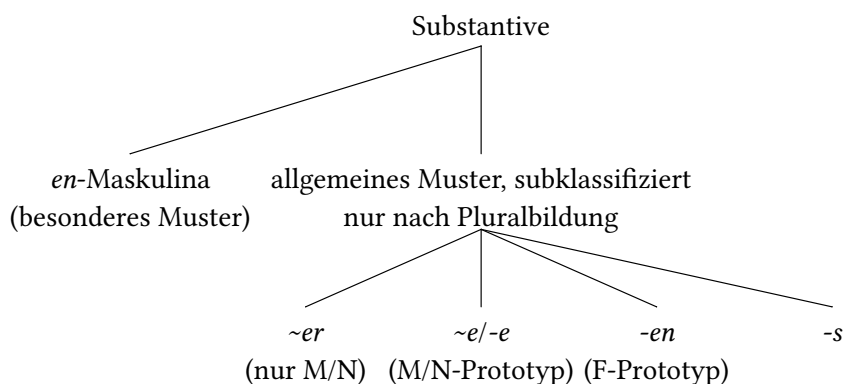 Substantive
en-Maskulina allgemeines Muster, subklassifiziert
(besonderes Muster) nur nach Pluralbildung
~er ~e/-e -en -s
(nur M/N) (M/N-Prototyp) (F-Prototyp)